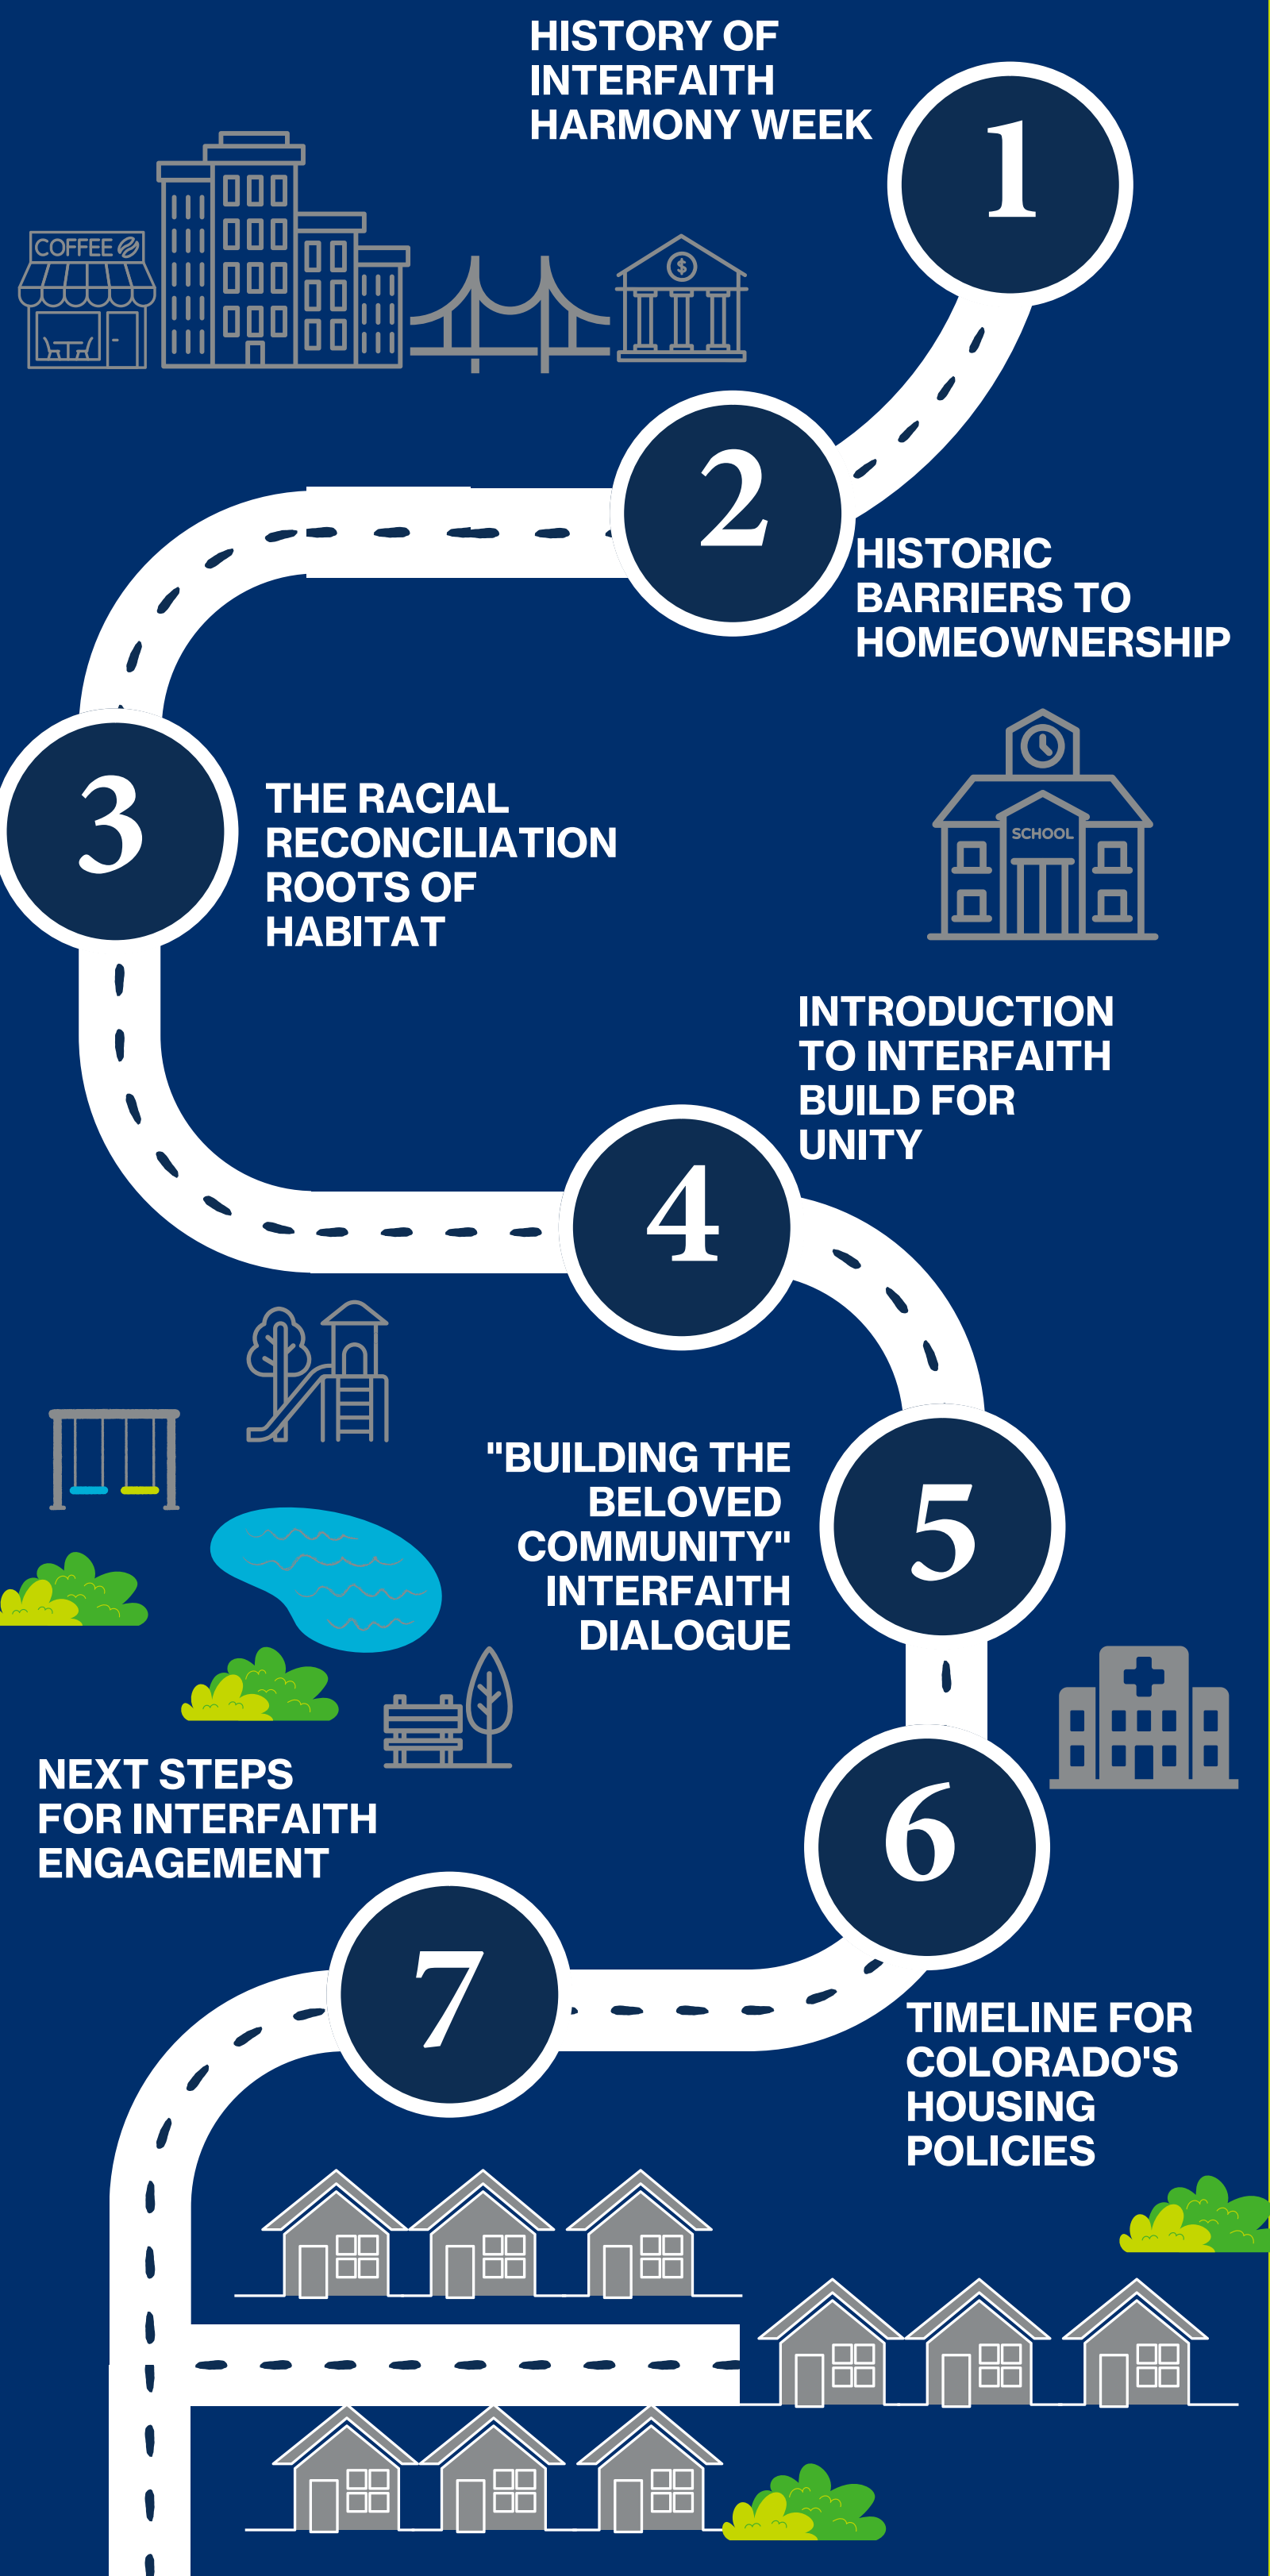 HISTORY OF
INTERFAITH
HARMONY WEEK
1
COFFEE
$
2
HISTORIC
BARRIERS TO
HOMEOWNERSHIP
3
THE RACIAL
RECONCILIATION
ROOTS OF
HABITAT
SCHOOL
INTRODUCTION
TO INTERFAITH
BUILD FOR
UNITY
4
"BUILDING THE
BELOVED
COMMUNITY"
INTERFAITH
DIALOGUE
5
6
TIMELINE FOR
COLORADO'S
HOUSING
POLICIES
NEXT STEPS
FOR INTERFAITH
ENGAGEMENT
7